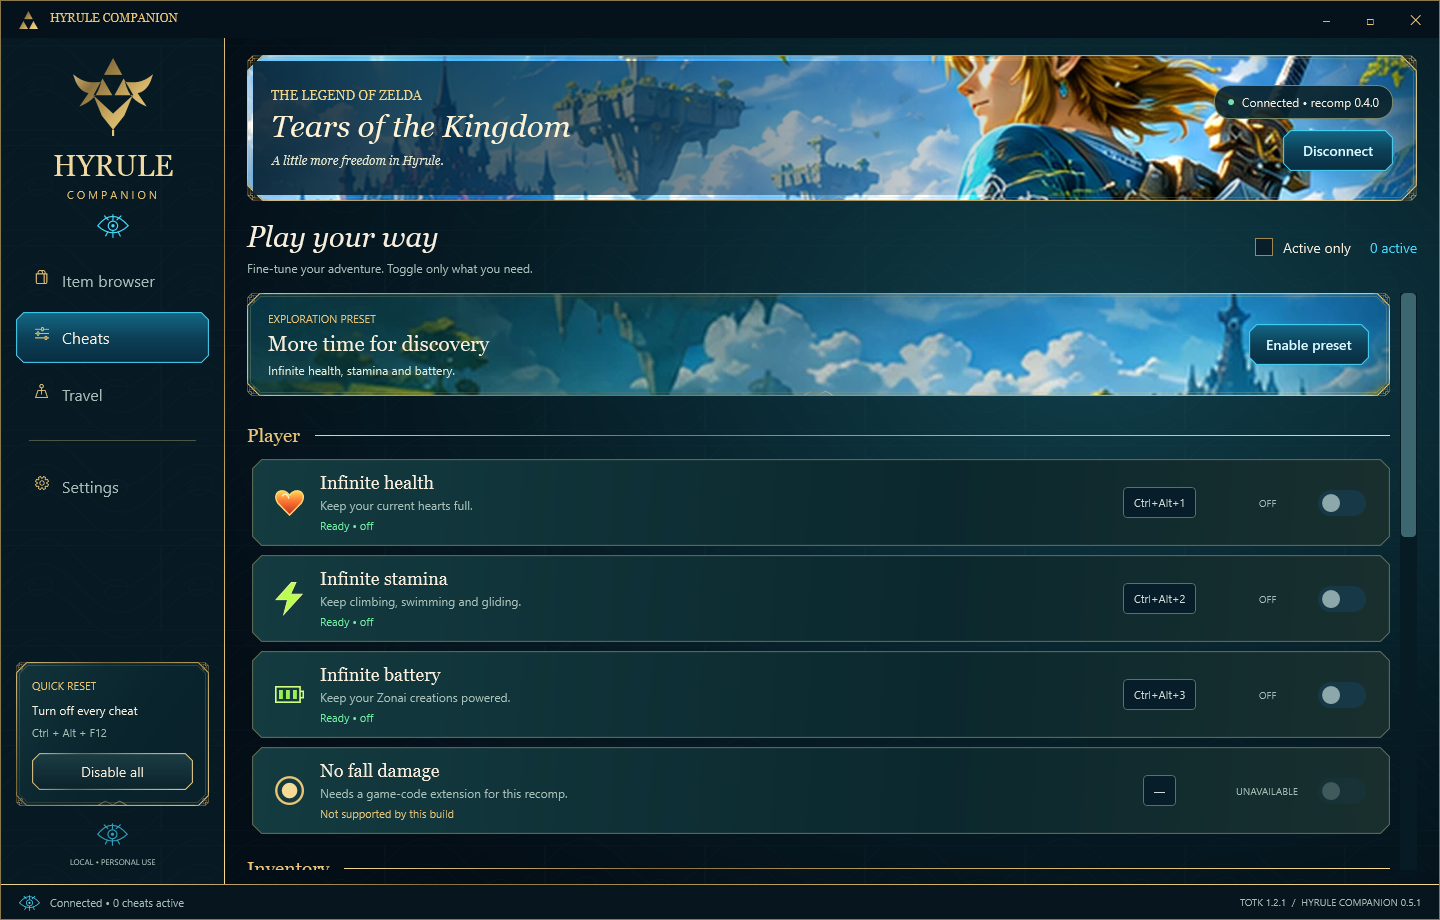 HYRULE COMPANION
HYRULE
COMPANION
Item browser
Cheats
Travel
Settings
QUICK RESET
Turn off every cheat
Ctrl + Alt + F12
Disable all
LOCAL • PERSONAL USE
THE LEGEND OF ZELDA
Tears of the Kingdom
A little more freedom in Hyrule.
Connected • recomp 0.4.0
Disconnect
Play your way
Fine-tune your adventure. Toggle only what you need.
Active only
0 active
EXPLORATION PRESET
More time for discovery
Infinite health, stamina and battery.
Enable preset
Player
Infinite health
Keep your current hearts full.
Ready • off
Ctrl+Alt+1
OFF
Infinite stamina
Keep climbing, swimming and gliding.
Ready • off
Ctrl+Alt+2
OFF
Infinite battery
Keep your Zonai creations powered.
Ready • off
Ctrl+Alt+3
OFF
No fall damage
Needs a game-code extension for this recomp.
Not supported by this build
—
UNAVAILABLE
Inventory
Connected • 0 cheats active
TOTK 1.2.1 / HYRULE COMPANION 0.5.1